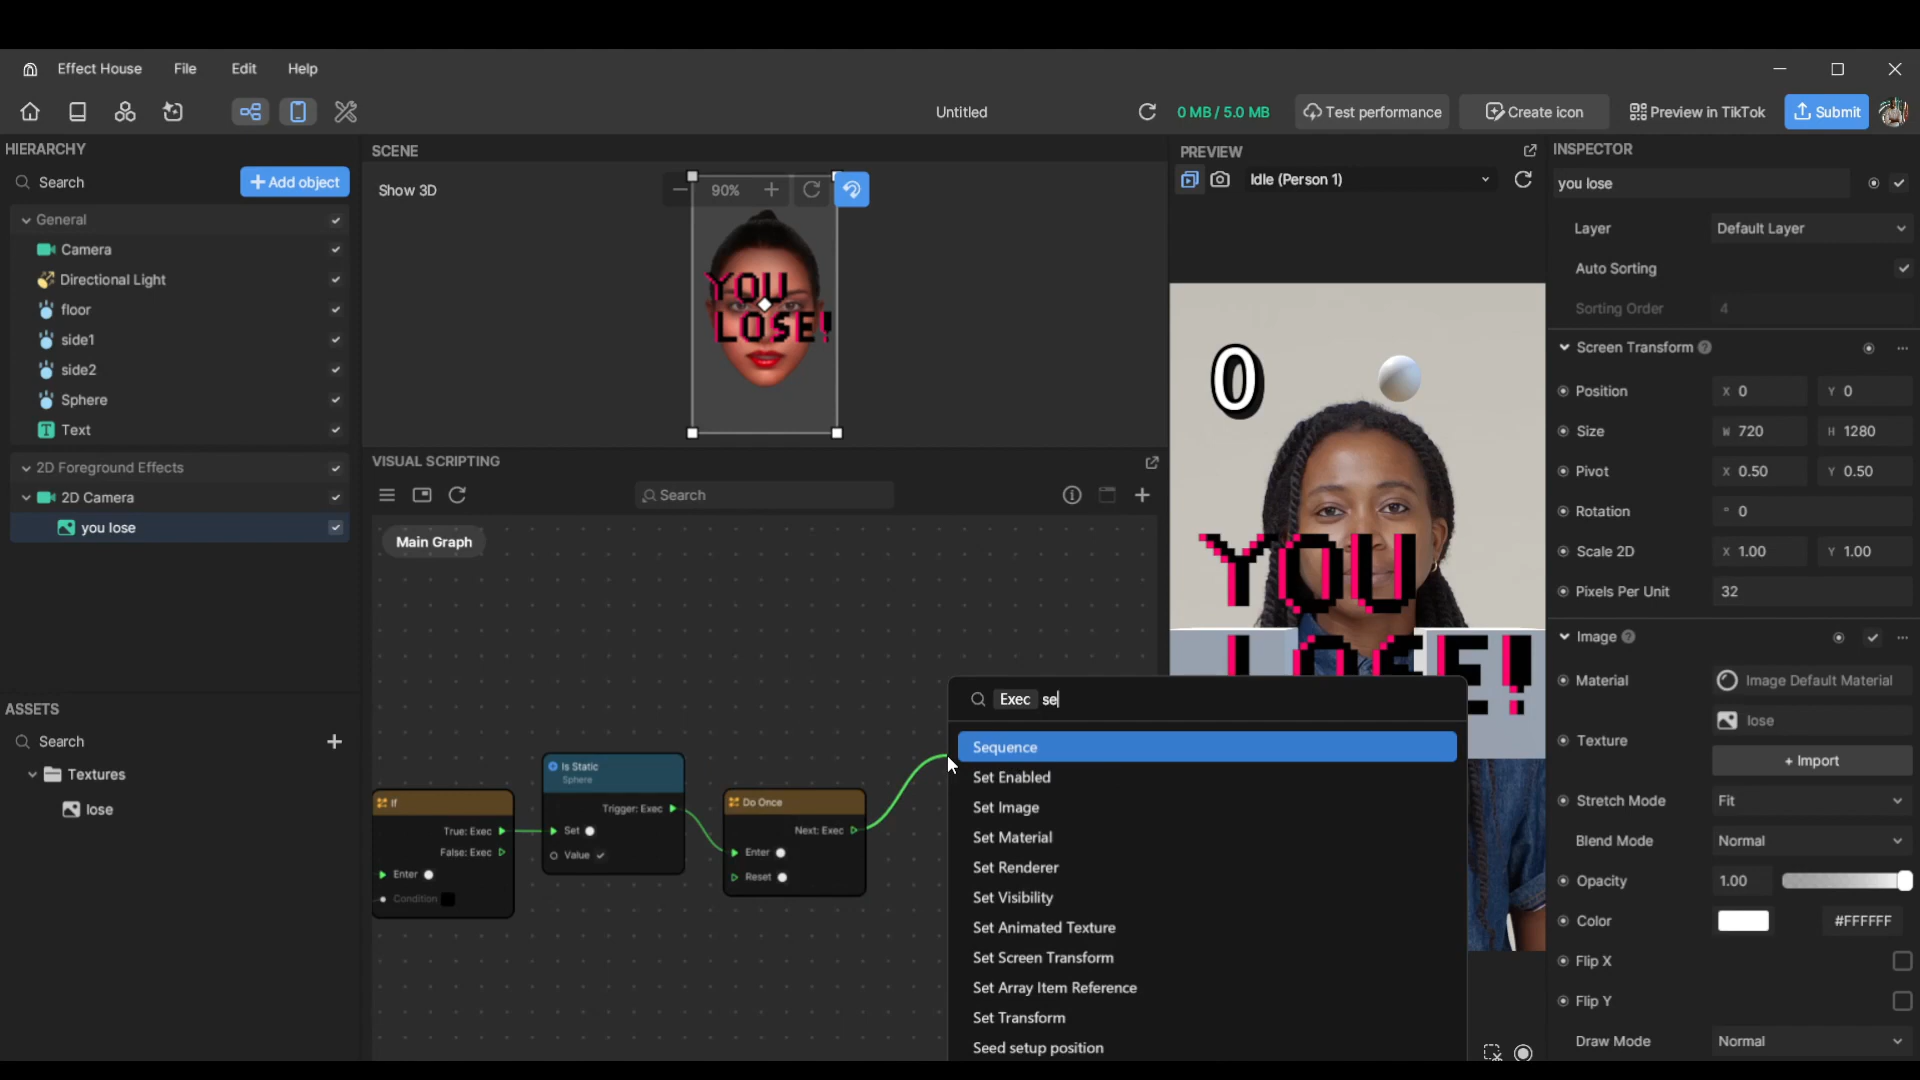 Effect House File Edit Help
Untitled 0 MB / 5.0 MB Test performance Create icon Preview in TikTok Submit
HIERARCHY
Search + Add object
General
Camera
Directional Light
floor
side1
side2
Sphere
Text
2D Foreground Effects
2D Camera
you lose
ASSETS
Search +
Textures
lose
SCENE
Show 3D 90%
YOU
LOSE!
VISUAL SCRIPTING
Search
Main Graph
If
True: Exec
False: Exec
Enter
Condition
Is Static
Sphere
Trigger: Exec
Set
Value
Do Once
Next: Exec
Enter
Reset
Exec se
Sequence
Set Enabled
Set Image
Set Material
Set Renderer
Set Visibility
Set Animated Texture
Set Screen Transform
Set Array Item Reference
Set Transform
Seed setup position
PREVIEW
Idle (Person 1)
0
YOU
LOSE!
INSPECTOR
you lose
Layer Default Layer
Auto Sorting
Sorting Order 4
Screen Transform
Position X 0 Y 0
Size W 720 H 1280
Pivot X 0.50 Y 0.50
Rotation ° 0
Scale 2D X 1.00 Y 1.00
Pixels Per Unit 32
Image
Material Image Default Material
lose
Texture
+ Import
Stretch Mode Fit
Blend Mode Normal
Opacity 1.00
Color #FFFFFF
Flip X
Flip Y
Draw Mode Normal